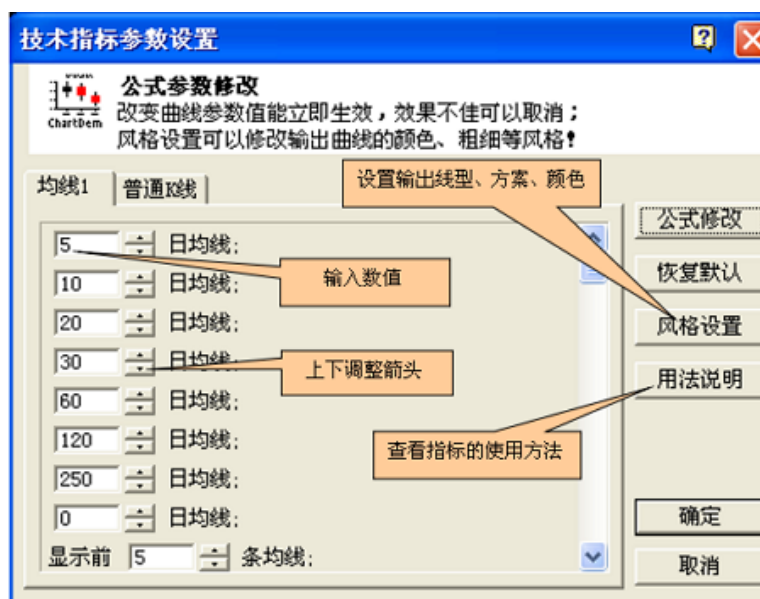 技术指标参数设置
公式参数修改
改变曲线参数值能立即生效，效果不佳可以取消；
ChartDem
风格设置可以修改输出曲线的颜色、粗细等风格！
均线1 普通K线
设置输出线型、方案、颜色
公式修改
5 日均线:
输入数值
恢复默认
10 日均线:
20 日均线:
风格设置
30 日均线:
上下调整箭头
用法说明
60 日均线:
120 日均线:
查看指标的使用方法
250 日均线:
0 日均线:
确定
显示前 5 条均线:
取消